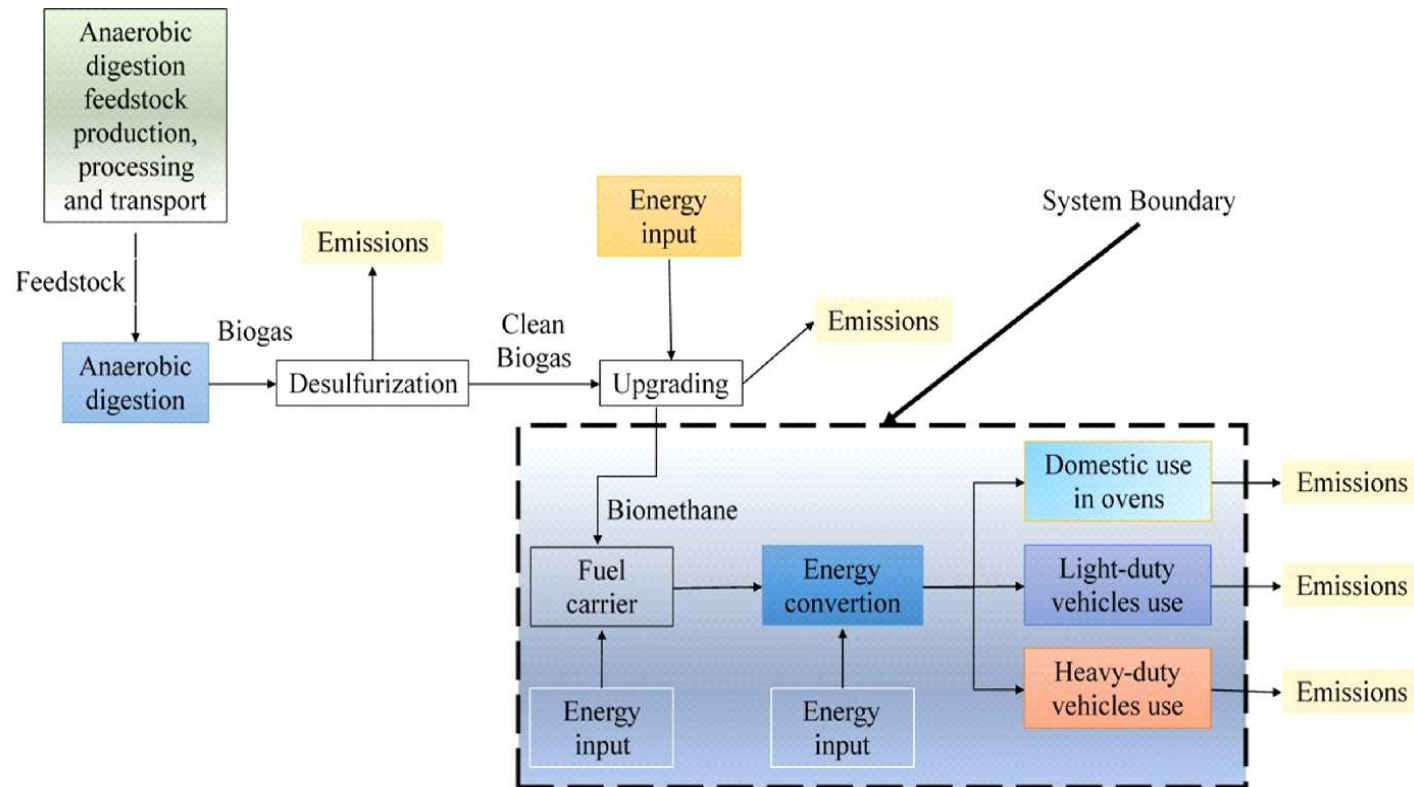 Anaerobic
digestion
feedstock
production,
processing
and transport
Feedstock
Anaerobic
digestion
Biogas
Emissions
Desulfurization
Clean
Biogas
Energy
input
Upgrading
Emissions
System Boundary
Biomethane
Fuel
carrier
Energy
input
Energy
convertion
Energy
input
Domestic use
in ovens
Emissions
Light-duty
vehicles use
Emissions
Heavy-duty
vehicles use
Emissions